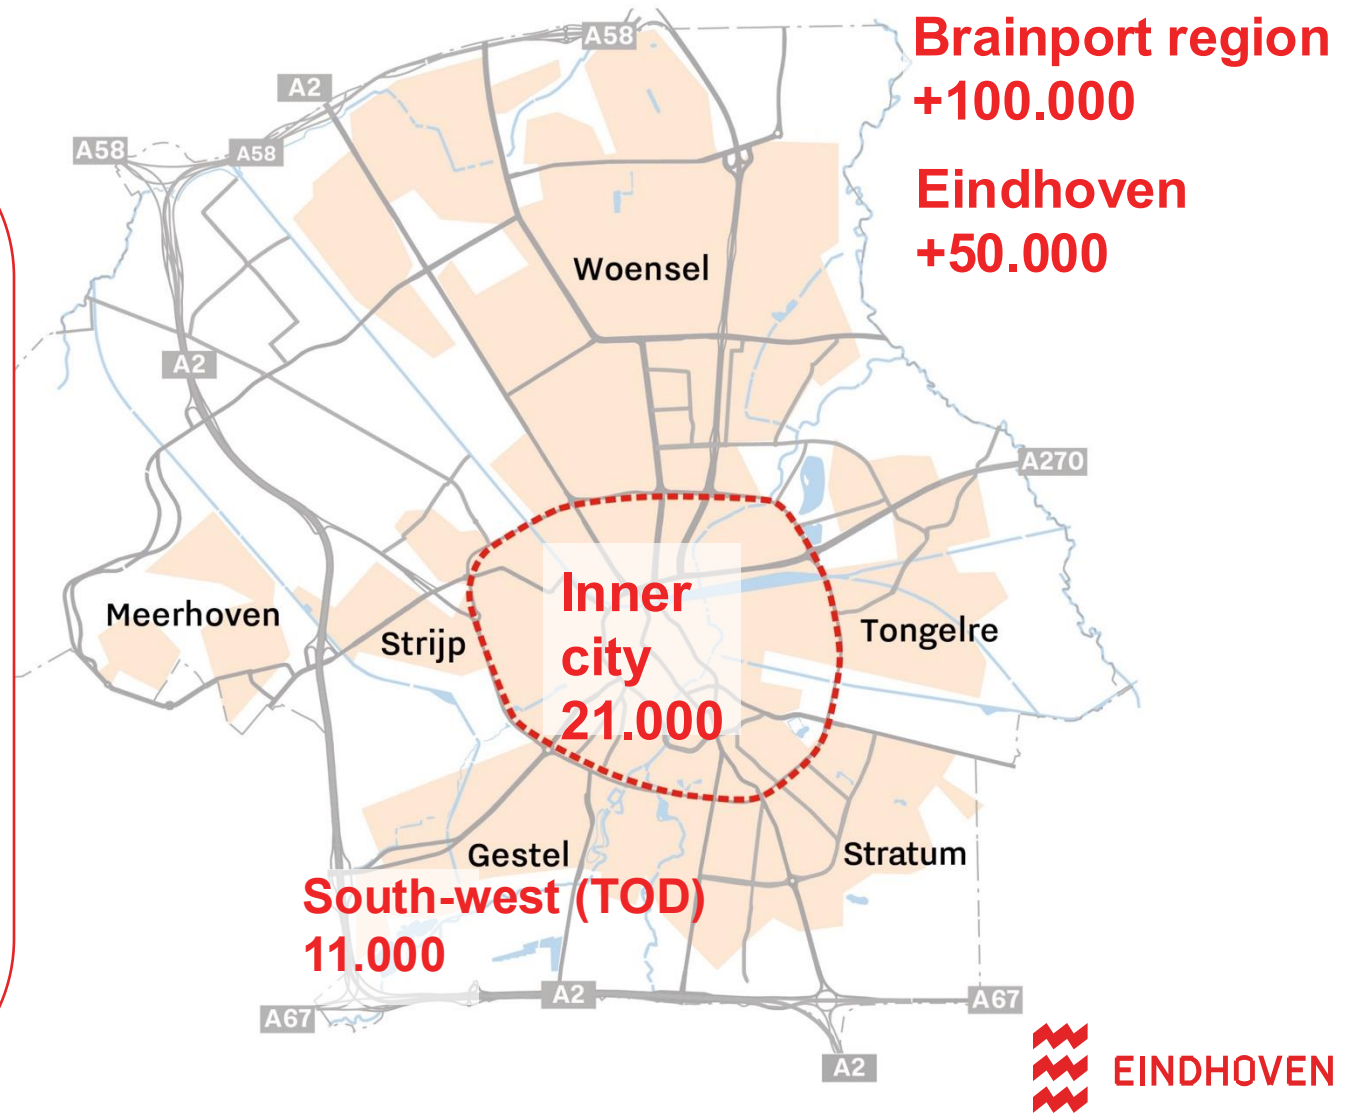 Brainport region
+100.000
Eindhoven
+50.000
A58
A2
A58
A58
Woensel
A2
A270
Inner
city
21.000
Meerhoven
Strijp
Tongelre
Gestel
Stratum
South-west (TOD)
11.000
A67
A2
A67
A2
EINDHOVEN